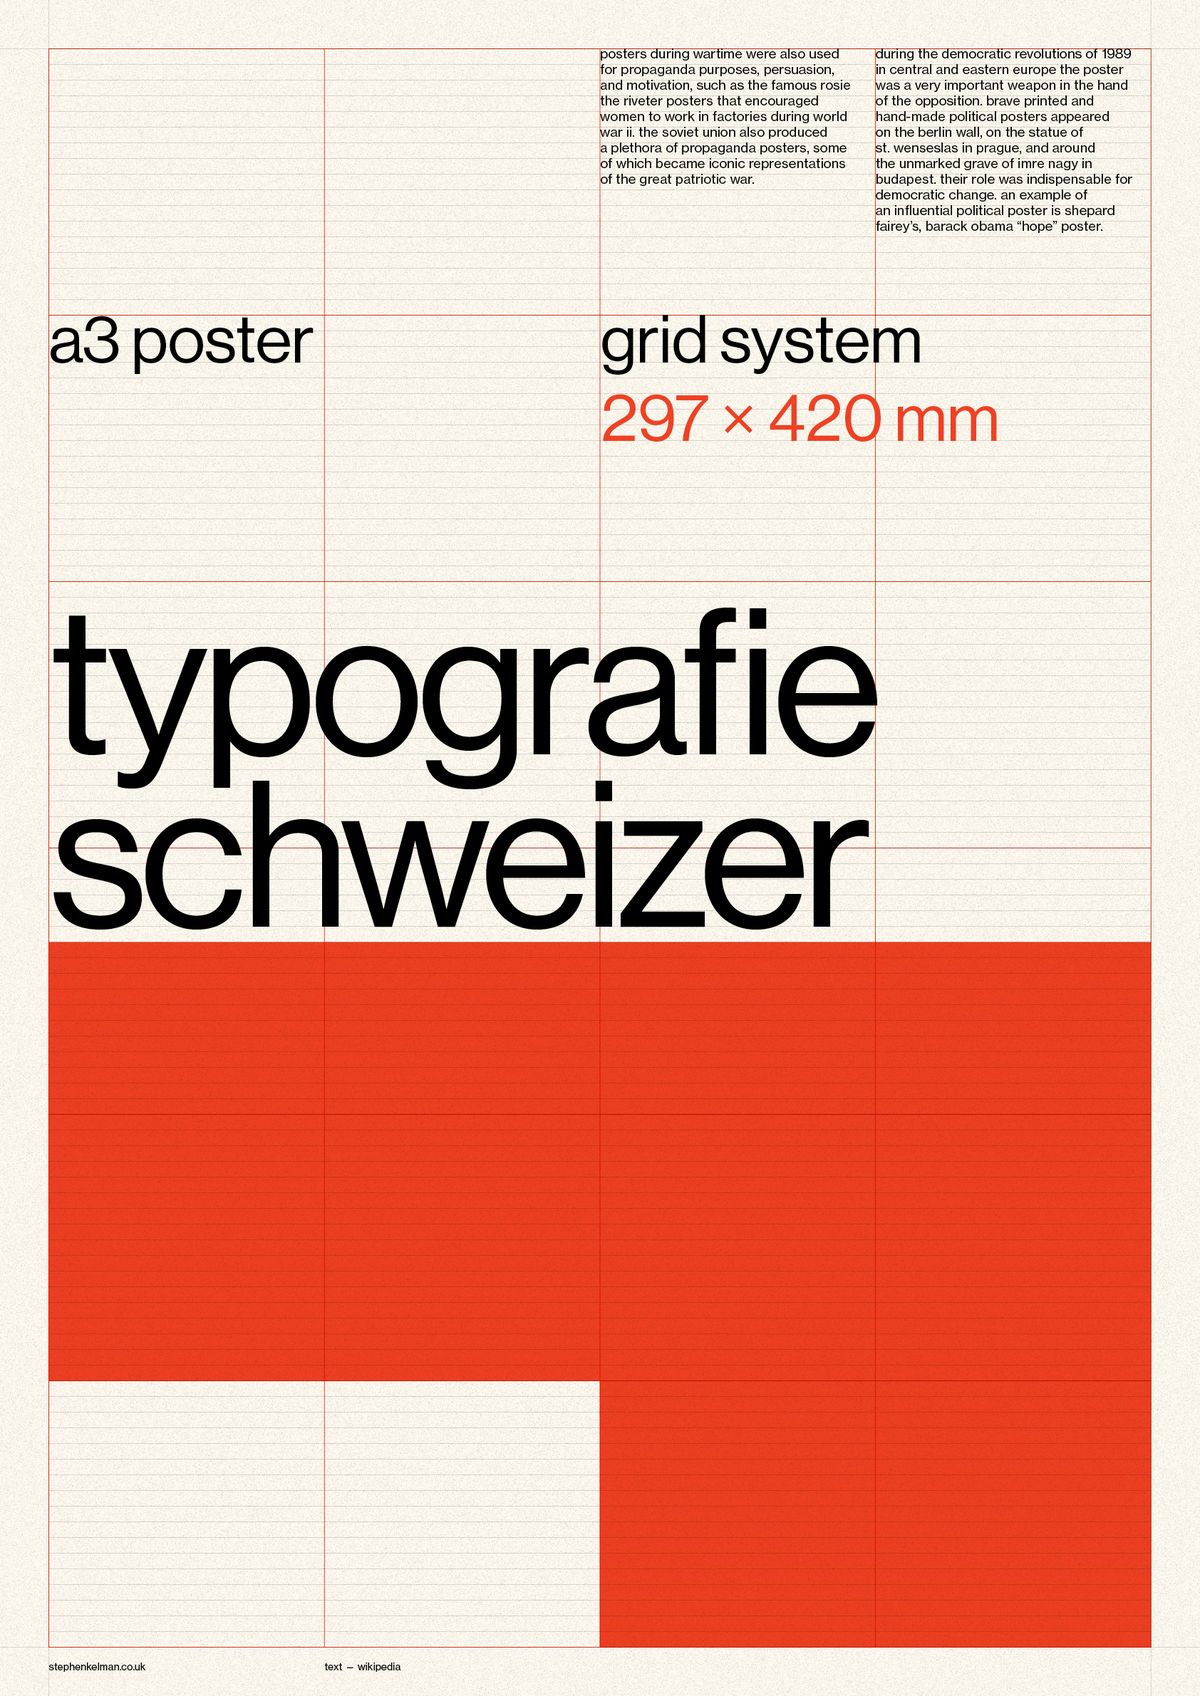 posters during wartime were also used
for propaganda purposes, persuasion,
and motivation, such as the famous rosie
the riveter posters that encouraged
women to work in factories during world
war ii. the soviet union also produced
a plethora of propaganda posters, some
of which became iconic representations
of the great patriotic war.
during the democratic revolutions of 1989
in central and eastern europe the poster
was a very important weapon in the hand
of the opposition. brave printed and
hand-made political posters appeared
on the berlin wall, on the statue of
st. wenseslas in prague, and around
the unmarked grave of imre nagy in
budapest. their role was indispensable for
democratic change. an example of
an influential political poster is shepard
fairey’s, barack obama “hope” poster.
a3 poster
grid system
297 × 420 mm
typografie
schweizer
stephenkelman.co.uk
text – wikipedia